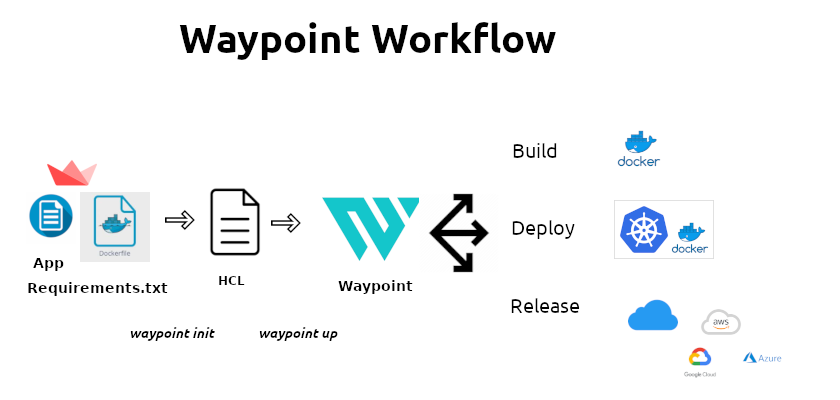 Waypoint Workflow
Build
docker
Deploy
docker
Dockerfile
App
Requirements.txt
HCL
Waypoint
Release
aws
waypoint init
waypoint up
Google Cloud
Azure